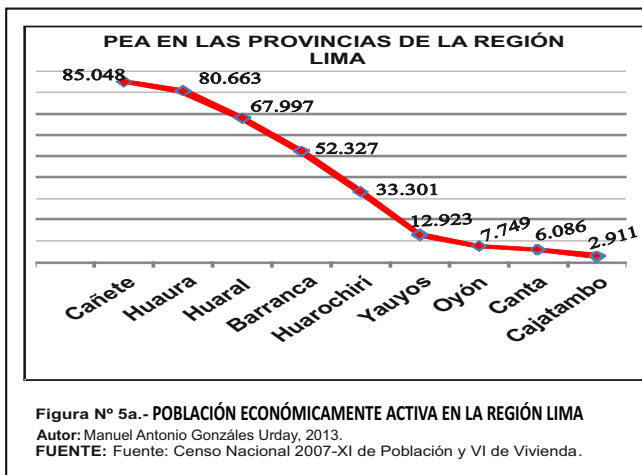 PEA EN LAS PROVINCIAS DE LA REGIÓN
LIMA
85.048
80.663
67.997
52.327
33.301
12.923
7.749
6.086
2.911
Cañete
Huaura
Huaral
Barranca
Huarochirí
Yauyos
Oyón
Canta
Cajatambo
Figura Nº 5a.- POBLACIÓN ECONÓMICAMENTE ACTIVA EN LA REGIÓN LIMA
Autor: Manuel Antonio Gonzáles Urday, 2013.
FUENTE: Fuente: Censo Nacional 2007-XI de Población y VI de Vivienda.